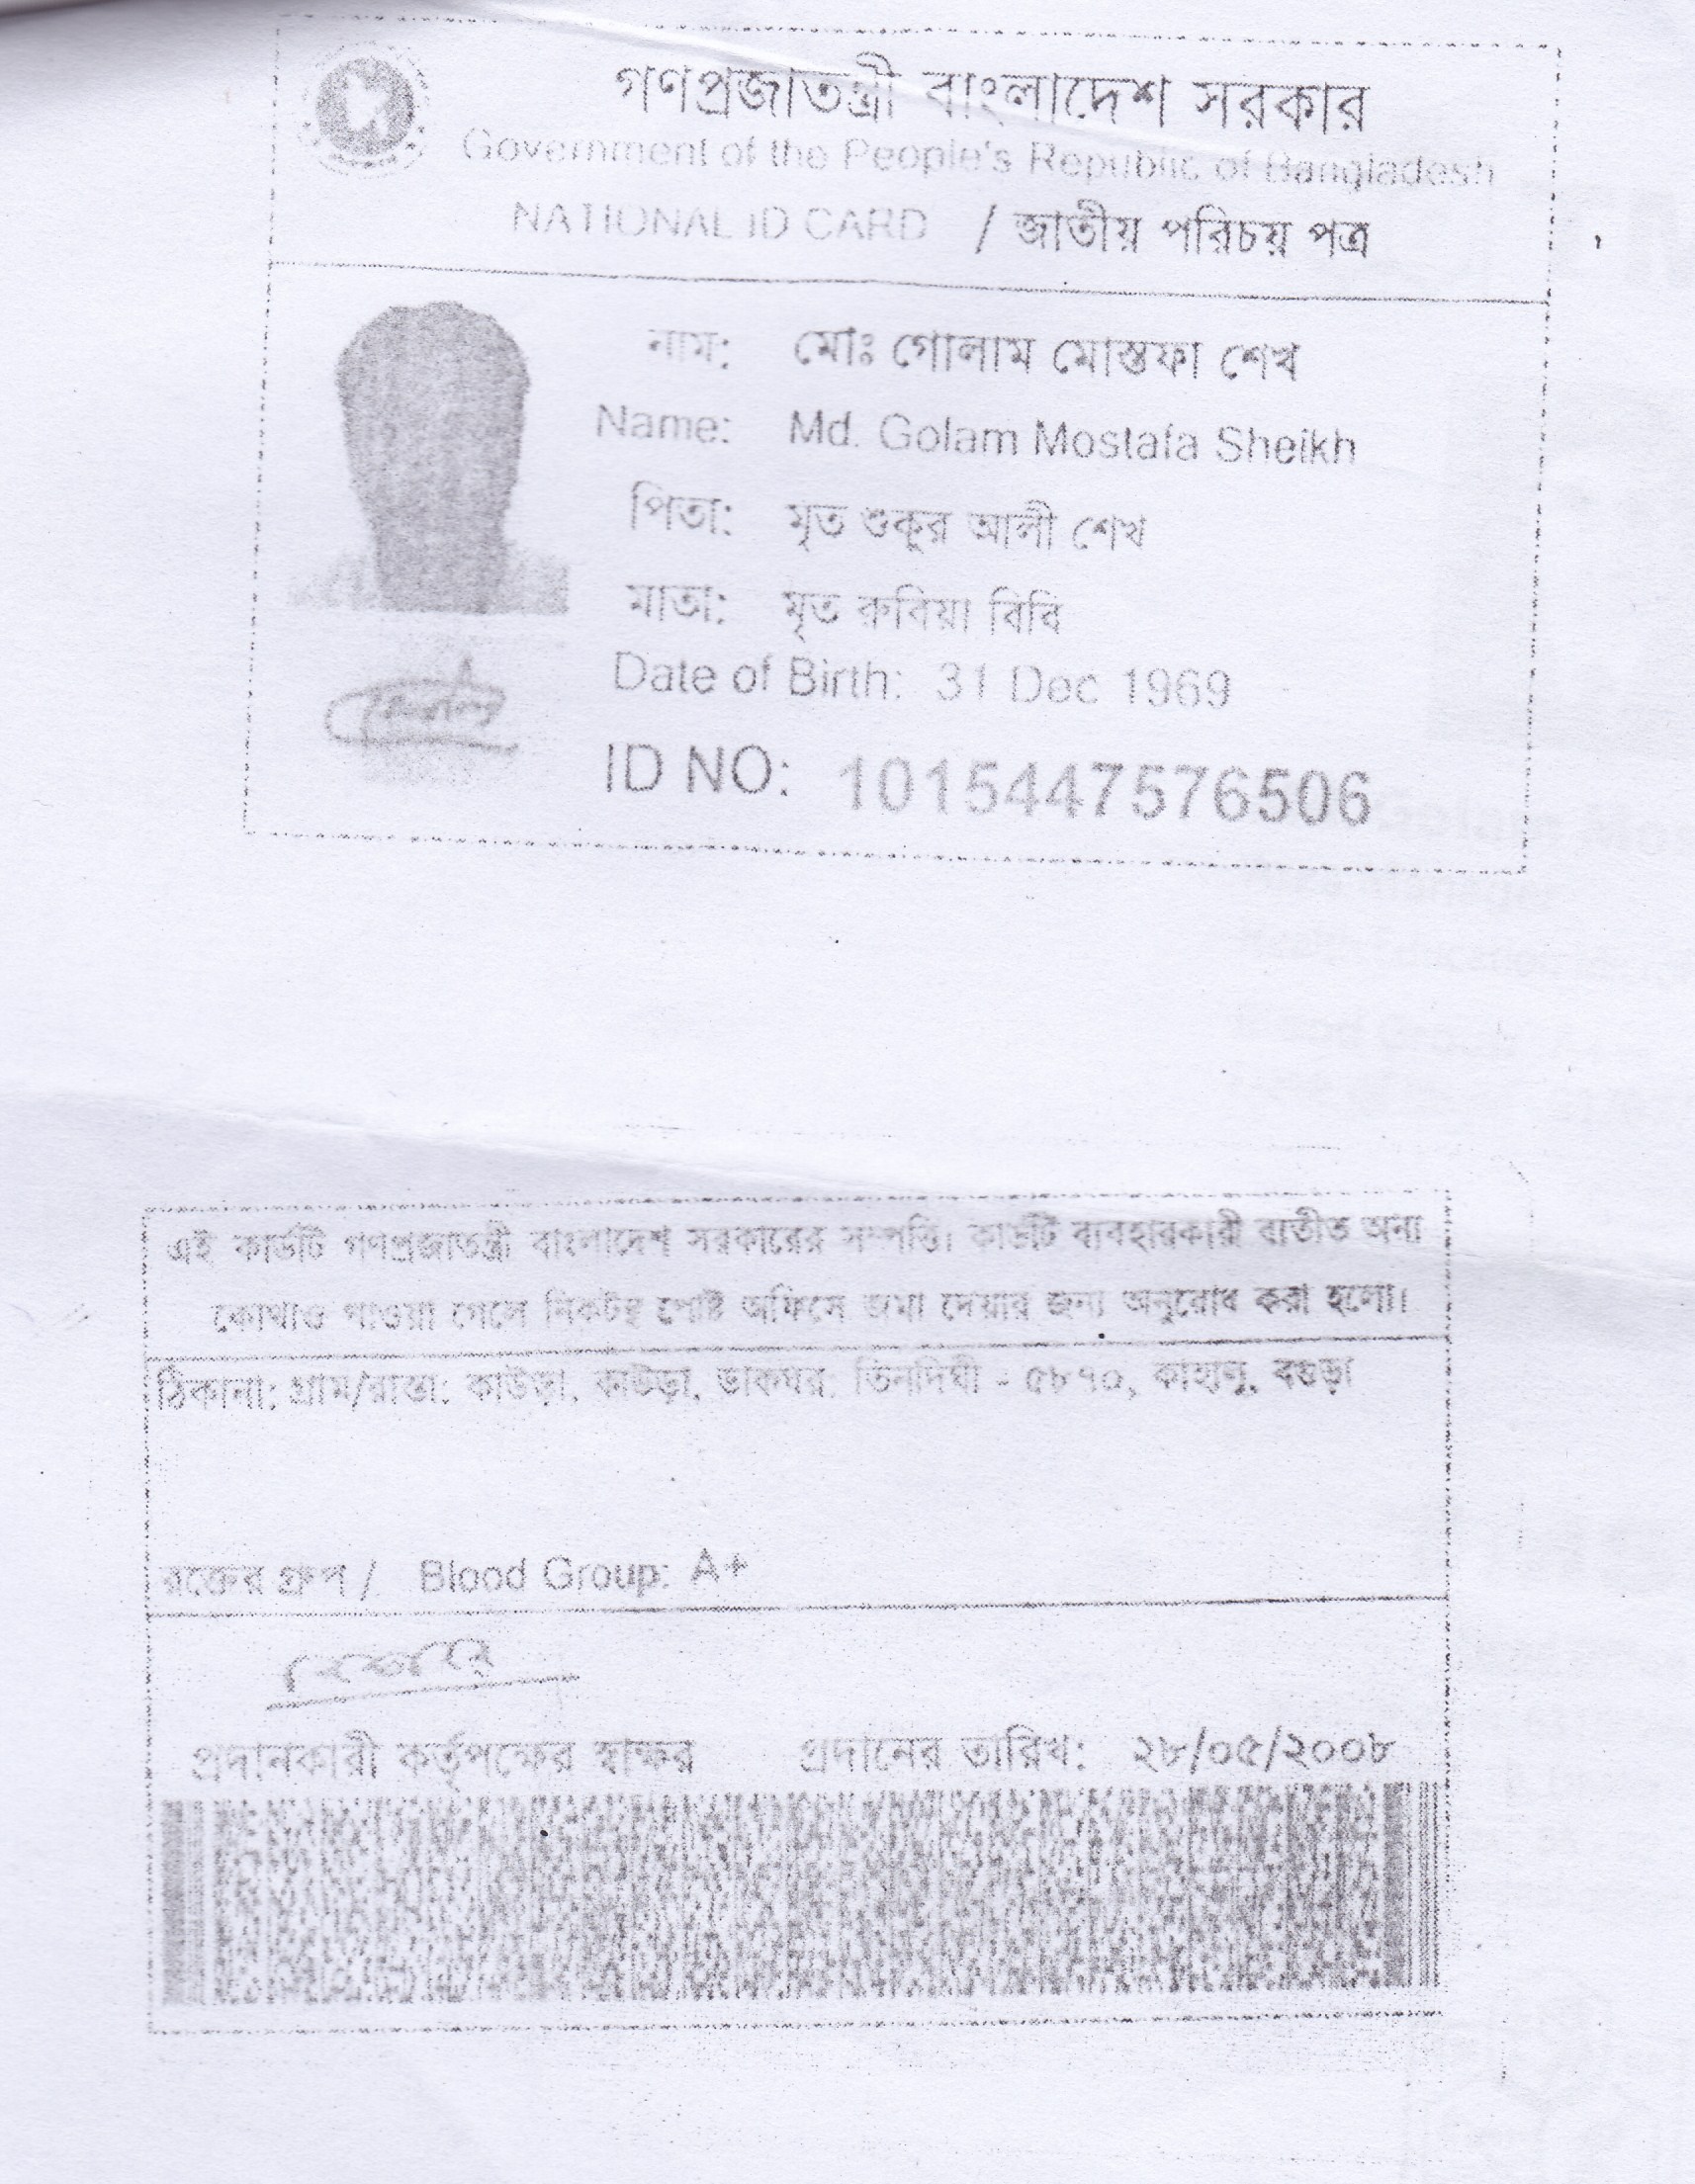 গণপ্রজাতন্ত্রী বাংলাদেশ সরকার
Government of the People's Republic of Bangladesh
NATIONAL ID CARD / জাতীয় পরিচয় পত্র
নাম: মোঃ গোলাম মোস্তফা শেখ
Name: Md. Golam Mostafa Sheikh
পিতা: মৃত শুকুর আলী শেখ
মাতা: মৃত রুবিয়া বিবি
Date of Birth: 31 Dec 1969
ID NO: 1015447576506
এই কার্ডটি গণপ্রজাতন্ত্রী বাংলাদেশ সরকারের সম্পত্তি। কার্ডটি ব্যবহারকারী ব্যতীত অন্য
কোথাও পাওয়া গেলে নিকটস্থ পোষ্ট অফিসে জমা দেয়ার জন্য অনুরোধ করা হলো।
ঠিকানা: গ্রাম/রাস্তা: কাউড়া, কাউড়া, ডাকঘর: তিনদিঘী - ৫৮৭০, কাহালু, বগুড়া
রক্তের গ্রুপ / Blood Group: A+
প্রদানকারী কর্তৃপক্ষের স্বাক্ষর প্রদানের তারিখ: ২৮/০৫/২০০৮